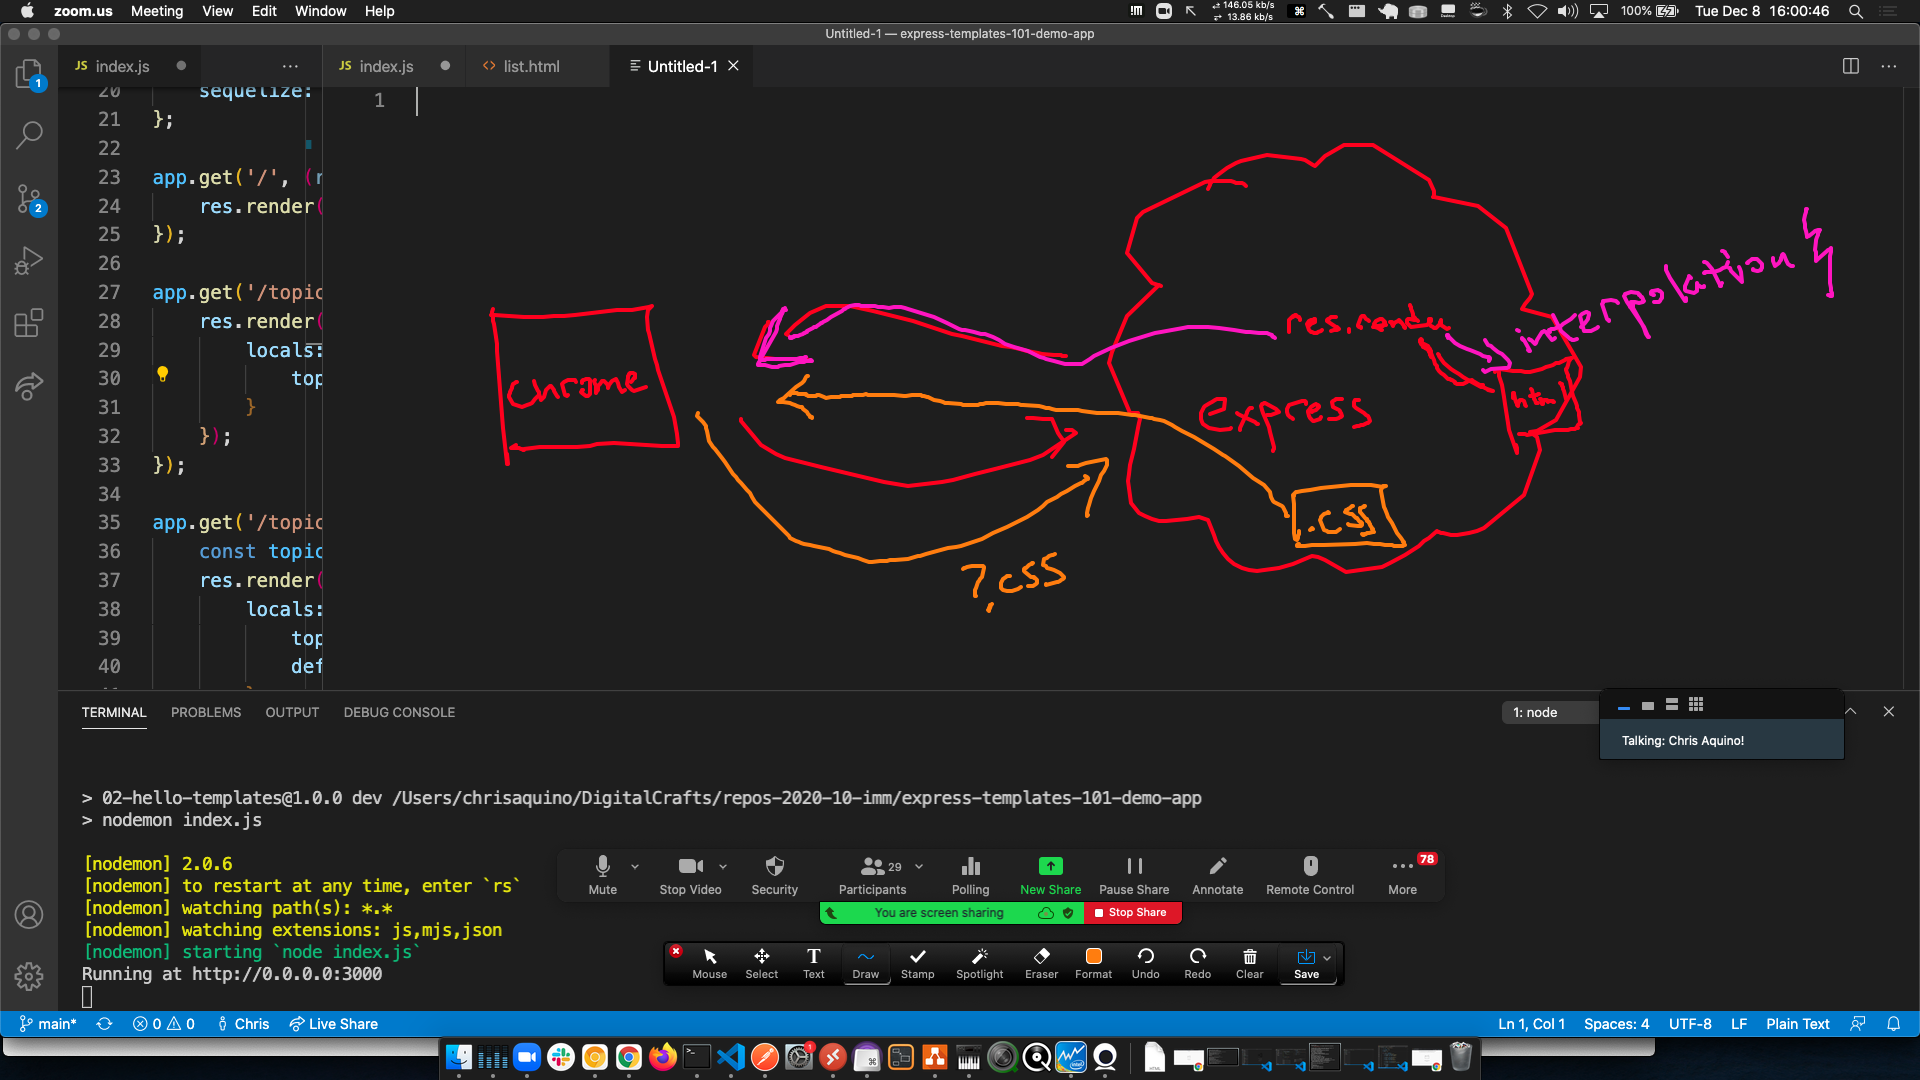 zoom.us Meeting View Edit Window Help
146.05 kb/s
13.86 kb/s
100% Tue Dec 8 16:00:46
Untitled-1 — express-templates-101-demo-app
JS index.js ● ...
JS index.js ● <> list.html Untitled-1 ×
1
2
20 sequelize:
21 };
22
23 app.get('/', (r
24 res.render(
25 });
26
27 app.get('/topic
28 res.render(
29 locals:
30 top
31 }
32 });
33 });
34
35 app.get('/topic
36 const topic
37 res.render(
38 locals:
39 top
40 def
1
interpolation
res.render
chrome
express
html
.css
?.css
TERMINAL PROBLEMS OUTPUT DEBUG CONSOLE
1: node
Talking: Chris Aquino!
> 02-hello-templates@1.0.0 dev /Users/chrisaquino/DigitalCrafts/repos-2020-10-imm/express-templates-101-demo-app
> nodemon index.js
[nodemon] 2.0.6
[nodemon] to restart at any time, enter `rs`
[nodemon] watching path(s): *.*
[nodemon] watching extensions: js,mjs,json
[nodemon] starting `node index.js`
Running at http://0.0.0.0:3000
29
78
Mute Stop Video Security Participants Polling New Share Pause Share Annotate Remote Control More
You are screen sharing Stop Share
Mouse Select Text Draw Stamp Spotlight Eraser Format Undo Redo Clear Save
main* 0 0 Chris Live Share
Ln 1, Col 1 Spaces: 4 UTF-8 LF Plain Text
1
HTML